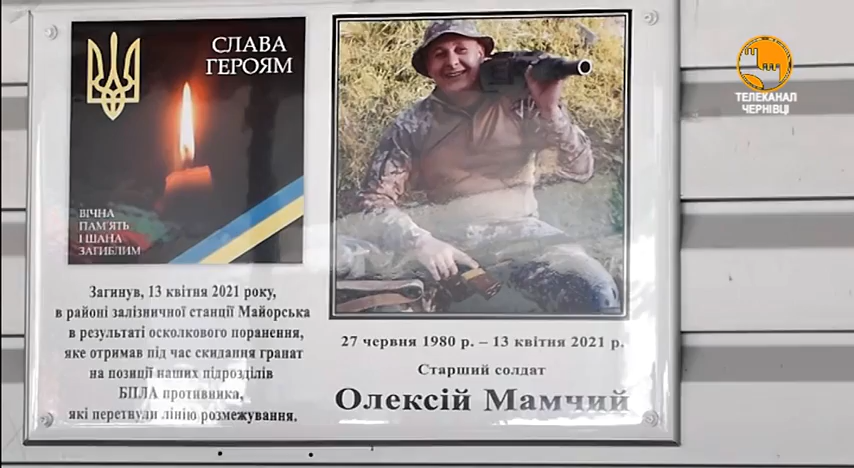 СЛАВА
ГЕРОЯМ
ВІЧНА
ПАМ'ЯТЬ
І ШАНА
ЗАГИБЛИМ
Загинув, 13 квітня 2021 року,
в районі залізничної станції Майорська
в результаті осколкового поранення,
яке отримав під час скидання гранат
на позиції наших підрозділів
БПЛА противника,
які перетнули лінію розмежування.
27 червня 1980 р. – 13 квітня 2021 р.
Старший солдат
Олексій Мамчий
ТЕЛЕКАНАЛ
ЧЕРНІВЦІ